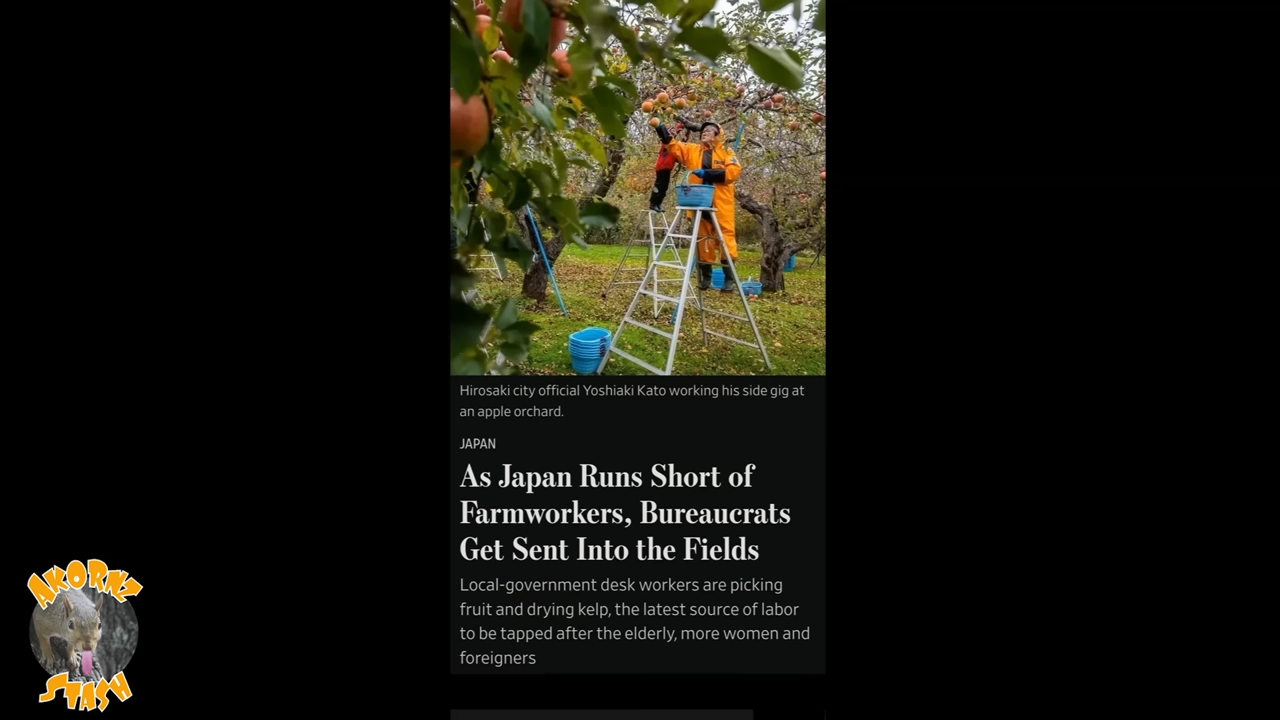 Hirosaki city official Yoshiaki Kato working his side gig at
an apple orchard.
JAPAN
As Japan Runs Short of
Farmworkers, Bureaucrats
Get Sent Into the Fields
Local-government desk workers are picking
fruit and drying kelp, the latest source of labor
to be tapped after the elderly, more women and
foreigners
AKORNZ
STASH